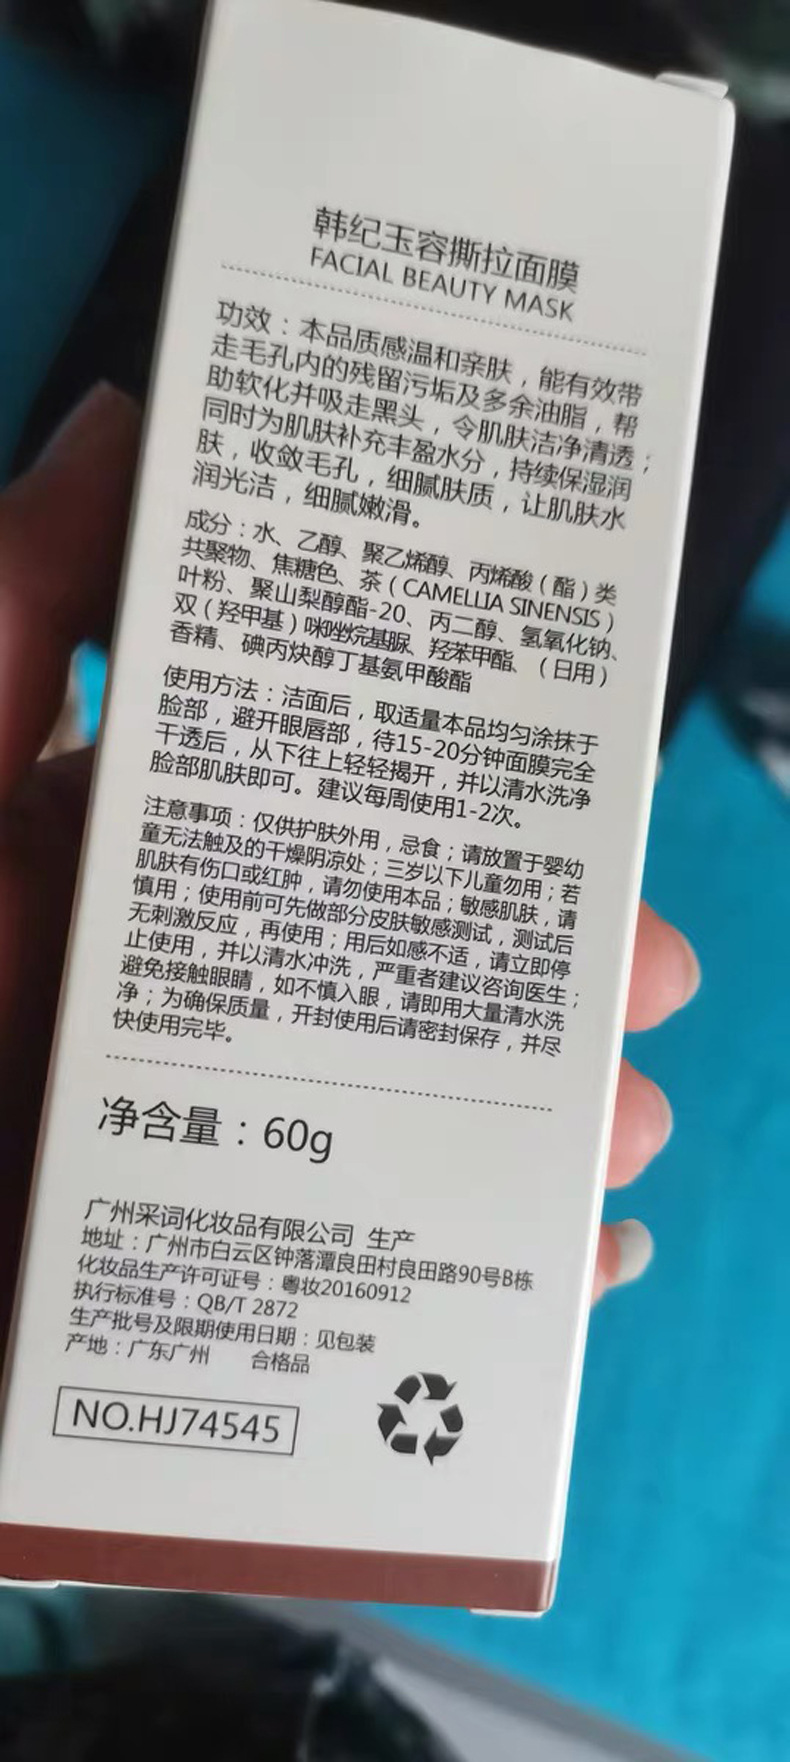 韩纪玉容撕拉面膜
FACIAL BEAUTY MASK
功效：本品质感温和亲肤，能有效带
走毛孔内的残留污垢及多余油脂，帮
助软化并吸走黑头，令肌肤洁净清透；
同时为肌肤补充丰盈水分，持续保湿润
肤，收敛毛孔，细腻肤质，让肌肤水
润光洁，细腻嫩滑。
成分：水、乙醇、聚乙烯醇、丙烯酸（酯）类
共聚物、焦糖色、茶（CAMELLIA SINENSIS）
叶粉、聚山梨醇酯-20、丙二醇、氢氧化钠、
双（羟甲基）咪唑烷基脲、羟苯甲酯、（日用）
香精、碘丙炔醇丁基氨甲酸酯
使用方法：洁面后，取适量本品均匀涂抹于
脸部，避开眼唇部，待15-20分钟面膜完全
干透后，从下往上轻轻揭开，并以清水洗净
脸部肌肤即可。建议每周使用1-2次。
注意事项：仅供护肤外用，忌食；请放置于婴幼
童无法触及的干燥阴凉处；三岁以下儿童勿用；若
肌肤有伤口或红肿，请勿使用本品；敏感肌肤，请
慎用；使用前可先做部分皮肤敏感测试，测试后
无刺激反应，再使用；用后如感不适，请立即停
止使用，并以清水冲洗，严重者建议咨询医生；
避免接触眼睛，如不慎入眼，请即用大量清水洗
净；为确保质量，开封使用后请密封保存，并尽
快使用完毕。
净含量：60g
广州采词化妆品有限公司 生产
地址：广州市白云区钟落潭良田村良田路90号B栋
化妆品生产许可证号：粤妆20160912
执行标准号：QB/T 2872
生产批号及限期使用日期：见包装
产地：广东广州 合格品
NO.HJ74545